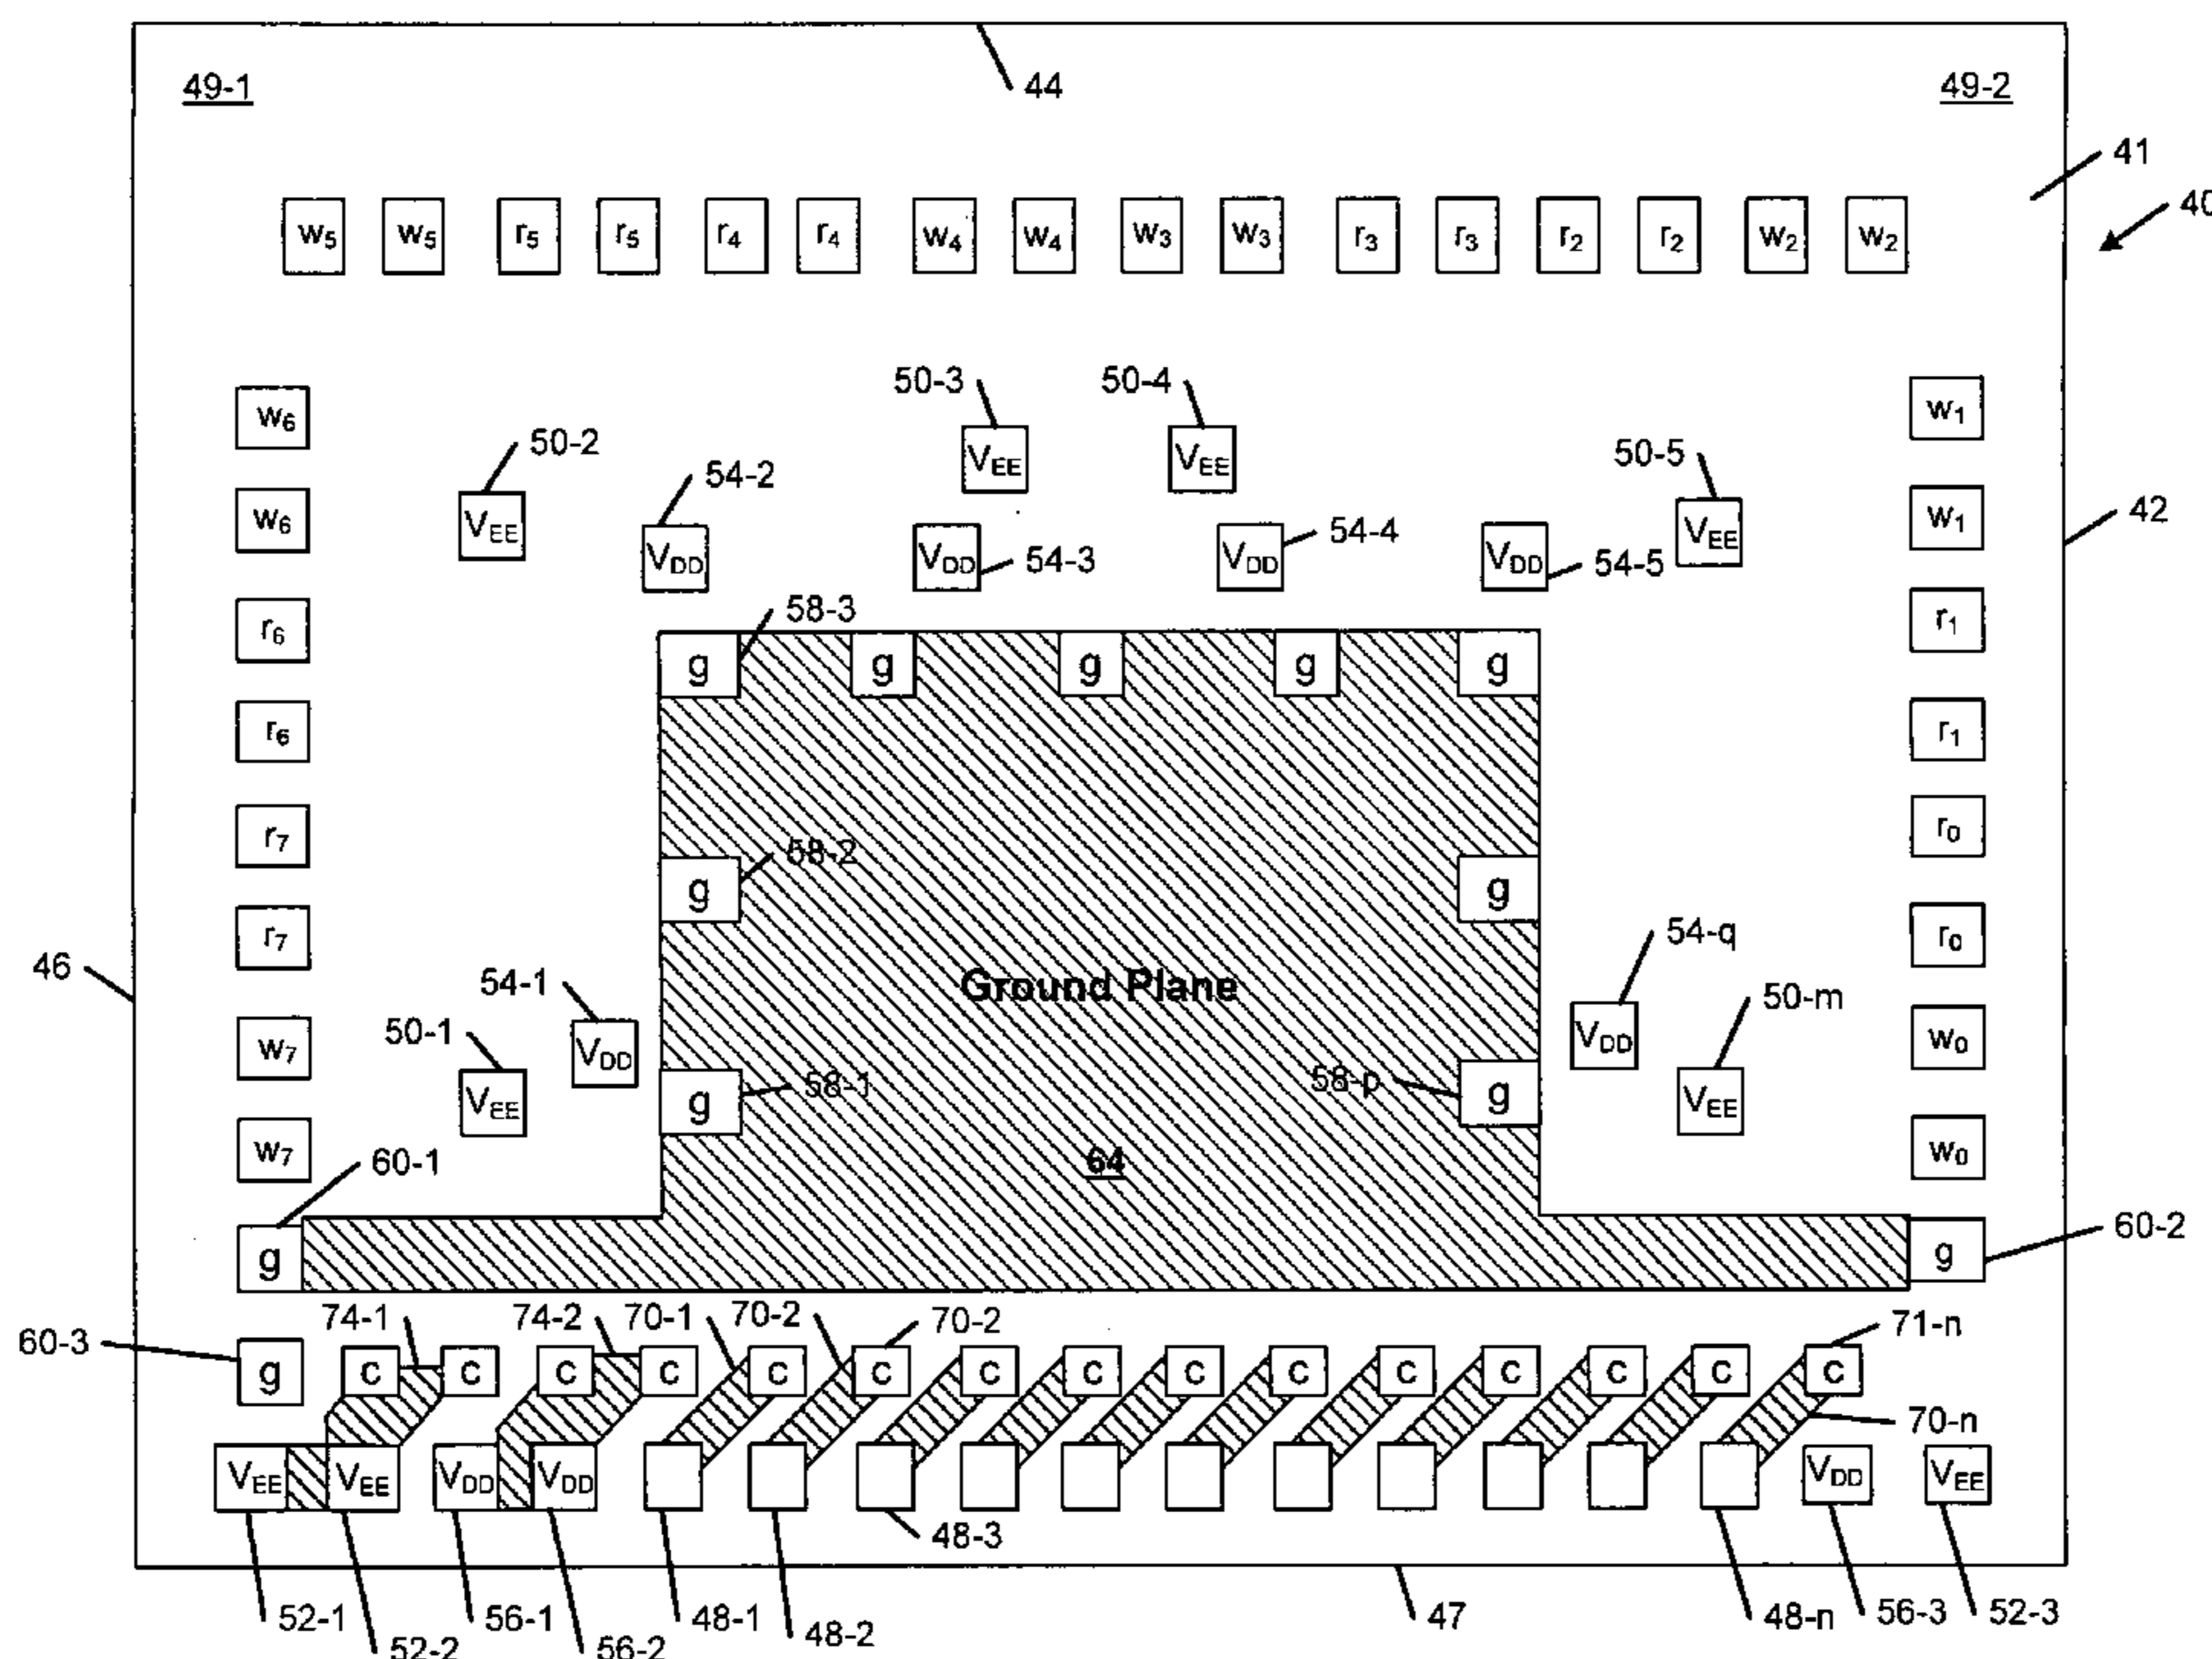 44
49-1 49-2
41
40
w5 w5 r5 r5 r4 r4 w4 w4 w3 w3 r3 r3 r2 r2 w2 w2
50-3 50-4
w6 w1
50-2 VEE VEE 50-5
54-2
w6 VEE w1 42
VEE 54-4
VDD VDD 54-3 VDD VDD 54-5
58-3
r6 r1
g g g g g
r6 r1
r7 r0
58-2
g g
r7 54-q r0
46
54-1 Ground Plane
50-m
50-1 VDD VDD
w7 w0
58-1 58-p
VEE g g VEE
w7 60-1 64 w0
60-2
g g
74-1 74-2 70-1 70-2 70-2 71-n
60-3
g c c c c c c c c c c c c c c c
70-n
VEE VEE VDD VDD VDD VEE
48-3
52-1 56-1 48-1 47 48-n 56-3 52-3
52-2 56-2 48-2